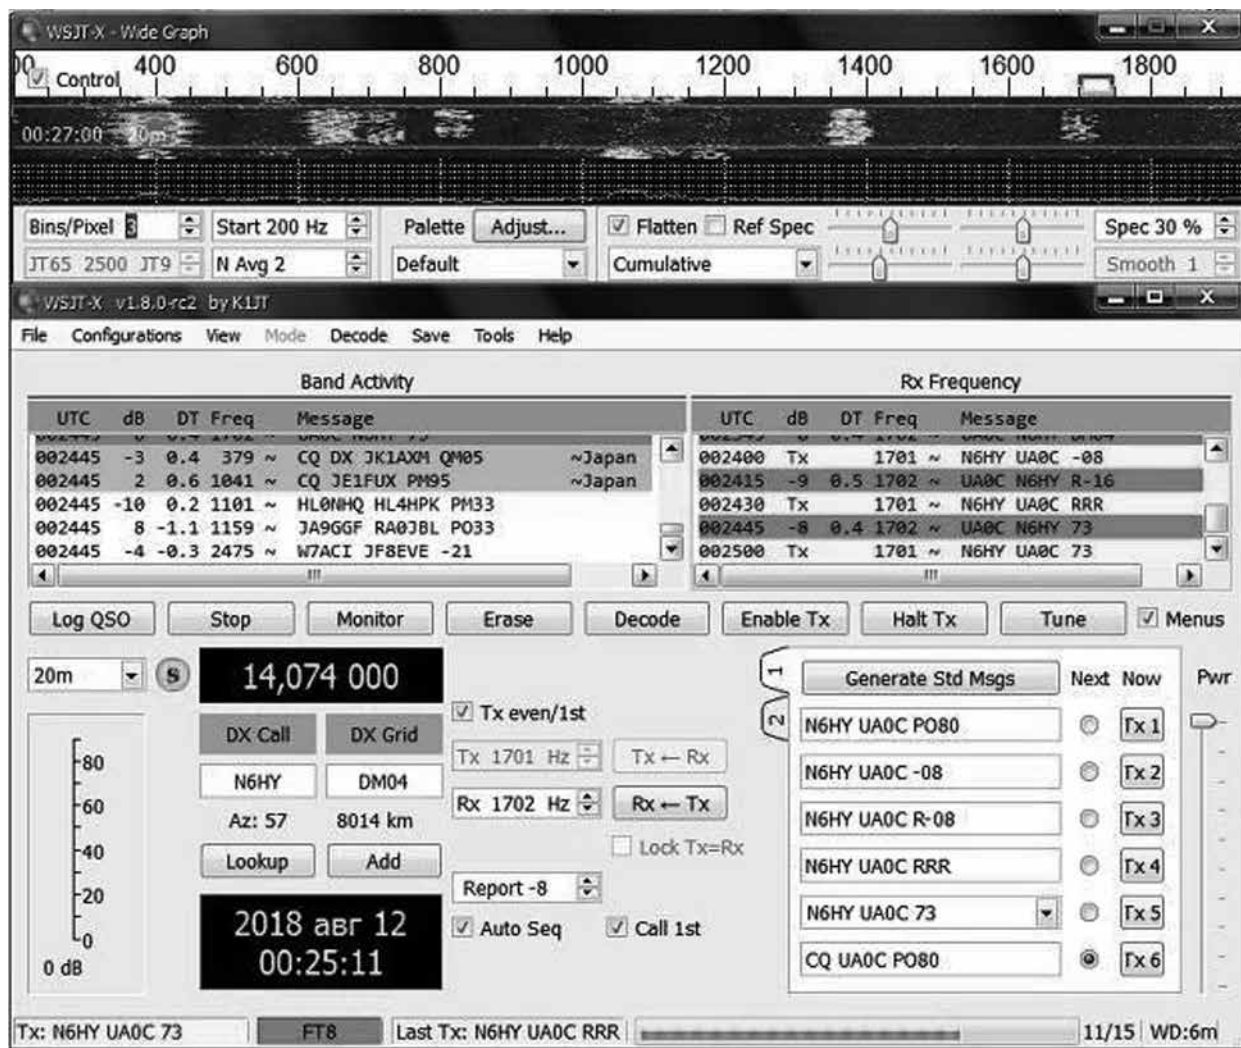 WSJT-X - Wide Graph
Control
400 600 800 1000 1200 1400 1600 1800
00:27:00 20m
Bins/Pixel 3 Start 200 Hz Palette Adjust... Flatten Ref Spec Spec 30 %
JT65 2500 JT9 N Avg 2 Default Cumulative Smooth 1
WSJT-X v1.8.0-rc2 by K1JT
File Configurations View Mode Decode Save Tools Help
Band Activity
UTC dB DT Freq Message
002445 -3 0.4 379 ~ CQ DX JK1AXM QM05 ~Japan
002445 2 0.6 1041 ~ CQ JE1FUX PM95 ~Japan
002445 -10 0.2 1101 ~ HL0NHQ HL4HPK PM33
002445 8 -1.1 1159 ~ JA9GGF RA0JBL PO33
002445 -4 -0.3 2475 ~ W7ACI JF8EVE -21
Rx Frequency
UTC dB DT Freq Message
002400 Tx 1701 ~ N6HY UA0C -08
002415 -9 0.5 1702 ~ UA0C N6HY R-16
002430 Tx 1701 ~ N6HY UA0C RRR
002445 -8 0.4 1702 ~ UA0C N6HY 73
002500 Tx 1701 ~ N6HY UA0C 73
Log QSO Stop Monitor Erase Decode Enable Tx Halt Tx Tune Menus
20m S 14,074 000
DX Call DX Grid
N6HY DM04
Az: 57 8014 km
Lookup Add
2018 авг 12
00:25:11
80
60
40
20
0
0 dB
Tx even/1st
Tx 1701 Hz Tx ← Rx
Rx 1702 Hz Rx ← Tx
Lock Tx=Rx
Report -8
Auto Seq Call 1st
1
2
Generate Std Msgs Next Now Pwr
N6HY UA0C PO80 Tx 1
N6HY UA0C -08 Tx 2
N6HY UA0C R-08 Tx 3
N6HY UA0C RRR Tx 4
N6HY UA0C 73 Tx 5
CQ UA0C PO80 Tx 6
Tx: N6HY UA0C 73 FT8 Last Tx: N6HY UA0C RRR 11/15 WD:6m